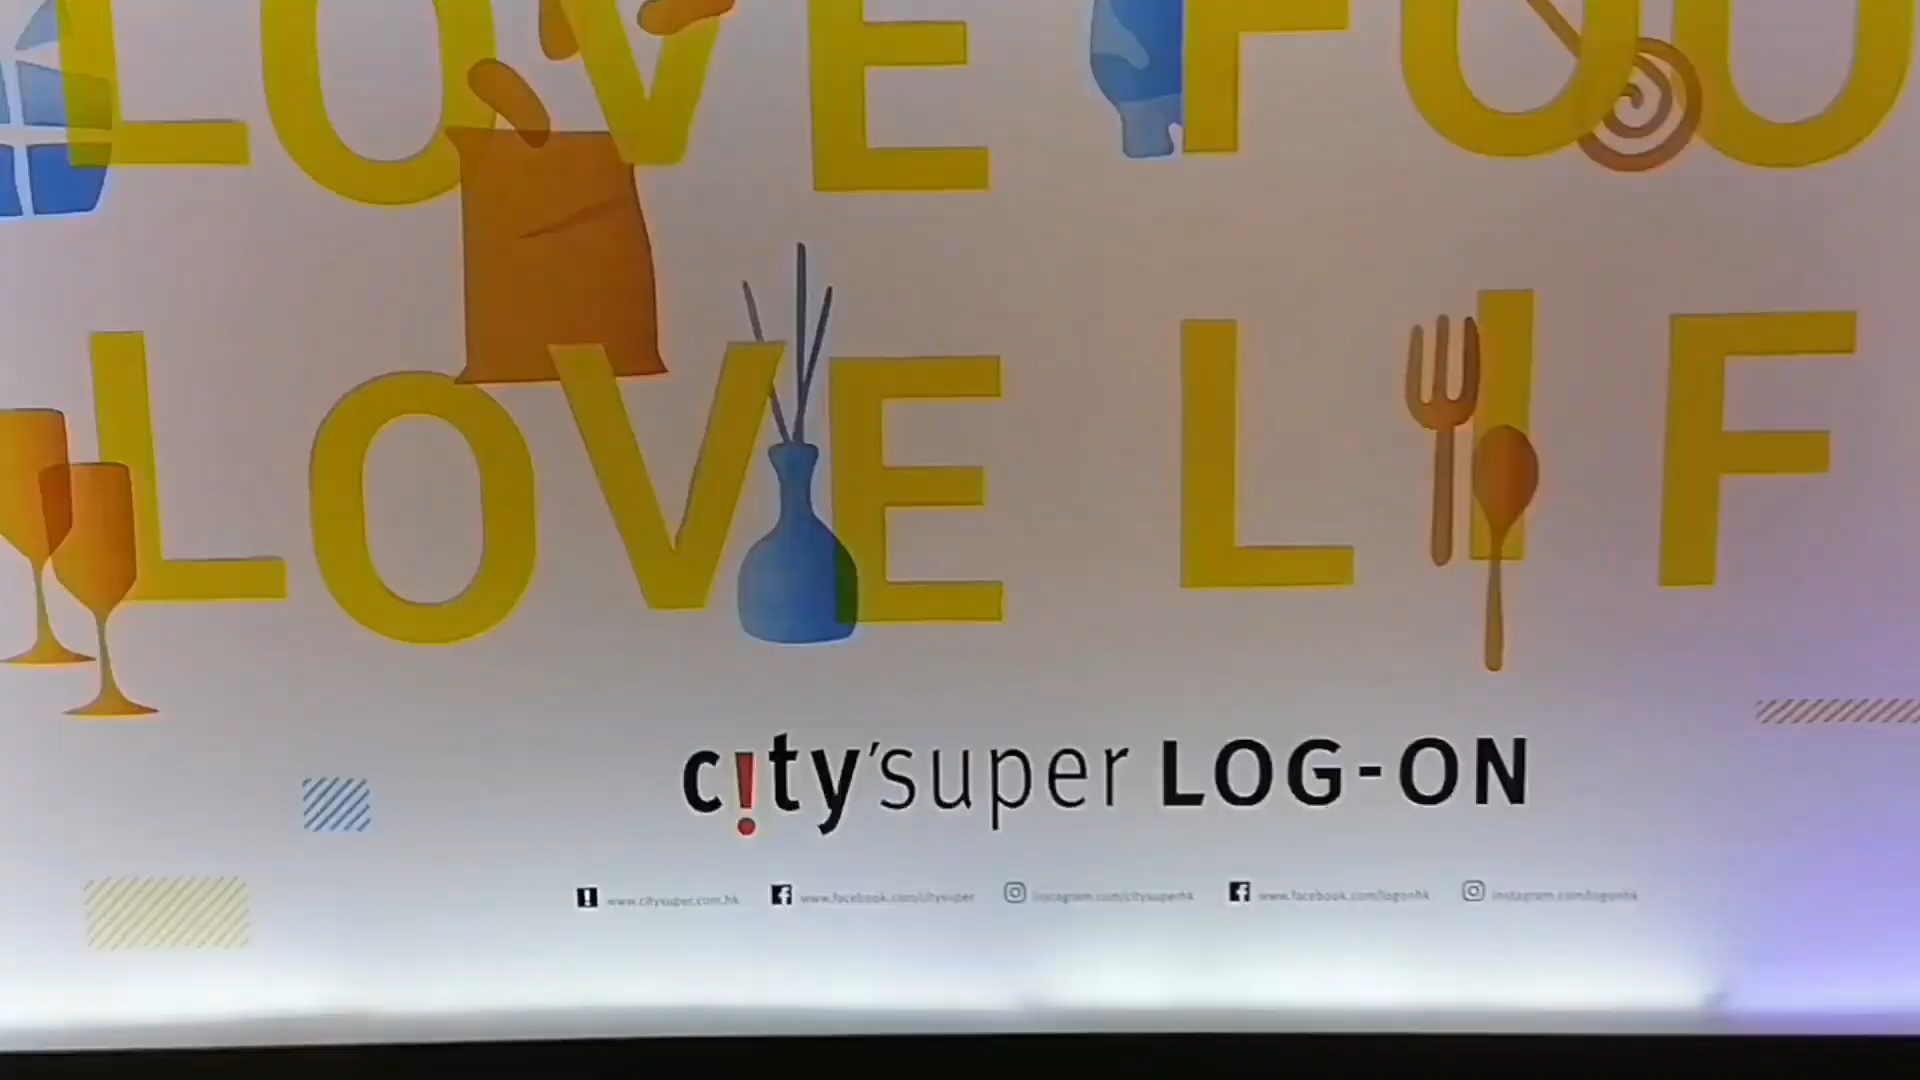 LOVE FOO
LOVE LIF
c!ty'super LOG-ON
www.citysuper.com.hk www.facebook.com/citysuper instagram.com/citysuperhk www.facebook.com/logonhk instagram.com/logonhk